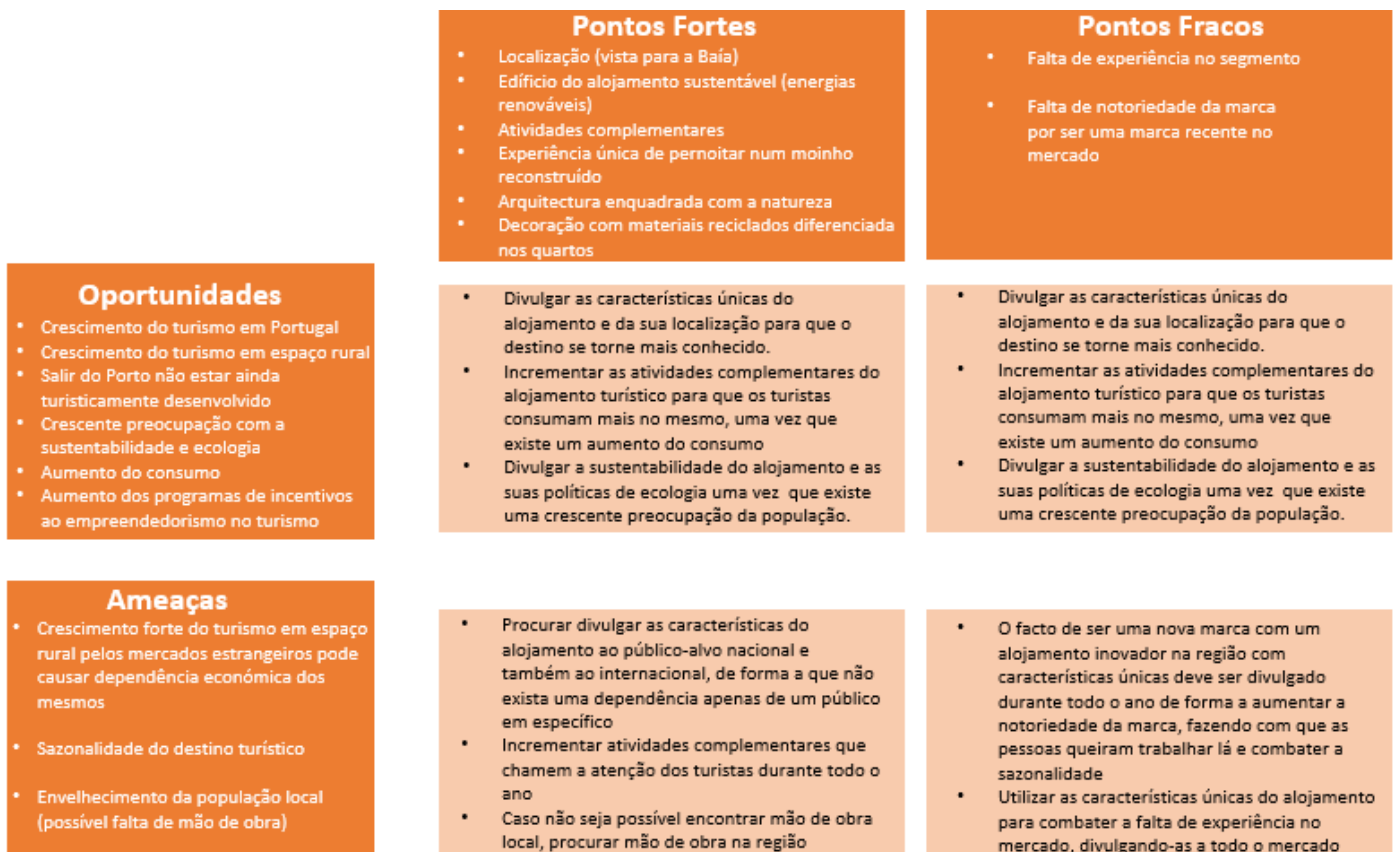 Pontos Fortes
• Localização (vista para a Baía)
• Edíficio do alojamento sustentável (energias
renováveis)
• Atividades complementares
• Experiência única de pernoitar num moinho
reconstruído
• Arquitectura enquadrada com a natureza
• Decoração com materiais reciclados diferenciada
nos quartos
Pontos Fracos
• Falta de experiência no segmento
• Falta de notoriedade da marca
por ser uma marca recente no
mercado
Oportunidades
• Crescimento do turismo em Portugal
• Crescimento do turismo em espaço rural
• Salir do Porto não estar ainda
turisticamente desenvolvido
• Crescente preocupação com a
sustentabilidade e ecologia
• Aumento do consumo
• Aumento dos programas de incentivos
ao empreendedorismo no turismo
• Divulgar as características únicas do
alojamento e da sua localização para que o
destino se torne mais conhecido.
• Incrementar as atividades complementares do
alojamento turístico para que os turistas
consumam mais no mesmo, uma vez que
existe um aumento do consumo
• Divulgar a sustentabilidade do alojamento e as
suas políticas de ecologia uma vez  que existe
uma crescente preocupação da população.
• Divulgar as características únicas do
alojamento e da sua localização para que o
destino se torne mais conhecido.
• Incrementar as atividades complementares do
alojamento turístico para que os turistas
consumam mais no mesmo, uma vez que
existe um aumento do consumo
• Divulgar a sustentabilidade do alojamento e as
suas políticas de ecologia uma vez  que existe
uma crescente preocupação da população.
Ameaças
• Crescimento forte do turismo em espaço
rural pelos mercados estrangeiros pode
causar dependência económica dos
mesmos
• Sazonalidade do destino turístico
• Envelhecimento da população local
(possível falta de mão de obra)
• Procurar divulgar as características do
alojamento ao público-alvo nacional e
também ao internacional, de forma a que não
exista uma dependência apenas de um público
em específico
• Incrementar atividades complementares que
chamem a atenção dos turistas durante todo o
ano
• Caso não seja possível encontrar mão de obra
local, procurar mão de obra na região
• O facto de ser uma nova marca com um
alojamento inovador na região com
características únicas deve ser divulgado
durante todo o ano de forma a aumentar a
notoriedade da marca, fazendo com que as
pessoas queiram trabalhar lá e combater a
sazonalidade
• Utilizar as características únicas do alojamento
para combater a falta de experiência no
mercado, divulgando-as a todo o mercado